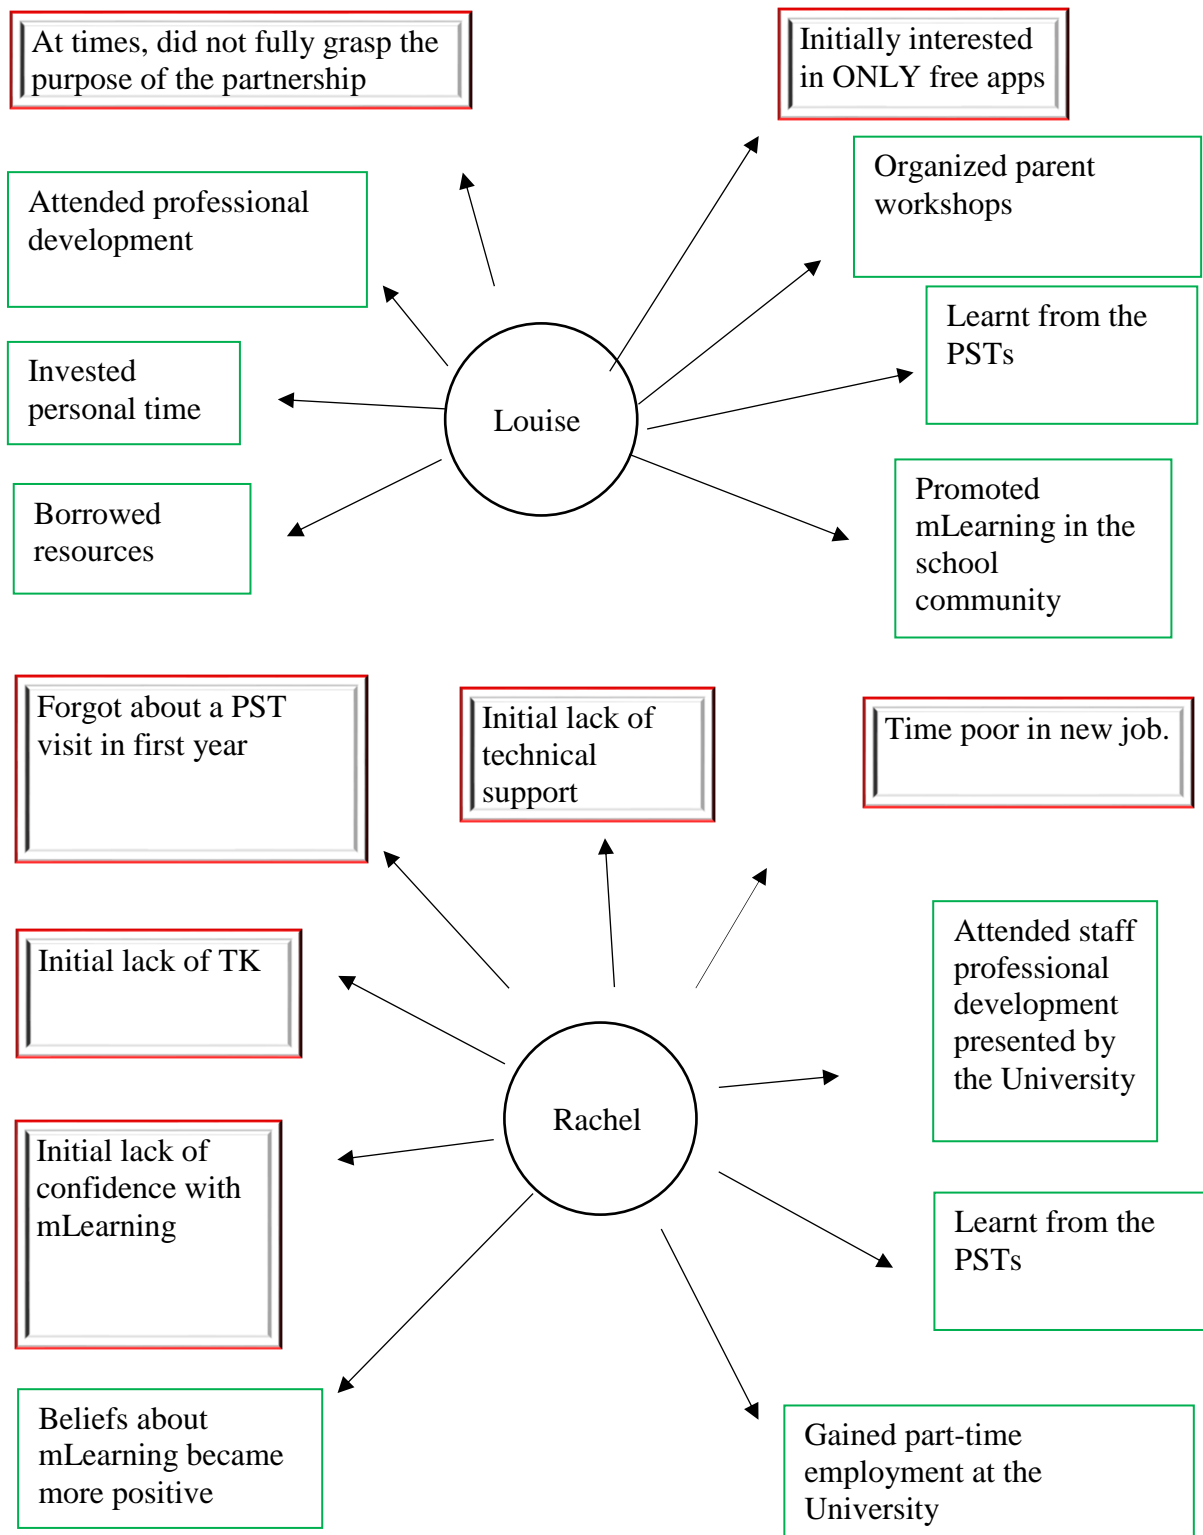 At times, did not fully grasp the
purpose of the partnership
Initially interested
in ONLY free apps
Attended professional
development
Organized parent
workshops
Invested
personal time
Learnt from the
PSTs
Louise
Borrowed
resources
Promoted
mLearning in the
school
community
Forgot about a PST
visit in first year
Initial lack of
technical
support
Time poor in new job.
Initial lack of TK
Attended staff
professional
development
presented by
the University
Rachel
Initial lack of
confidence with
mLearning
Learnt from the
PSTs
Beliefs about
mLearning became
more positive
Gained part-time
employment at the
University